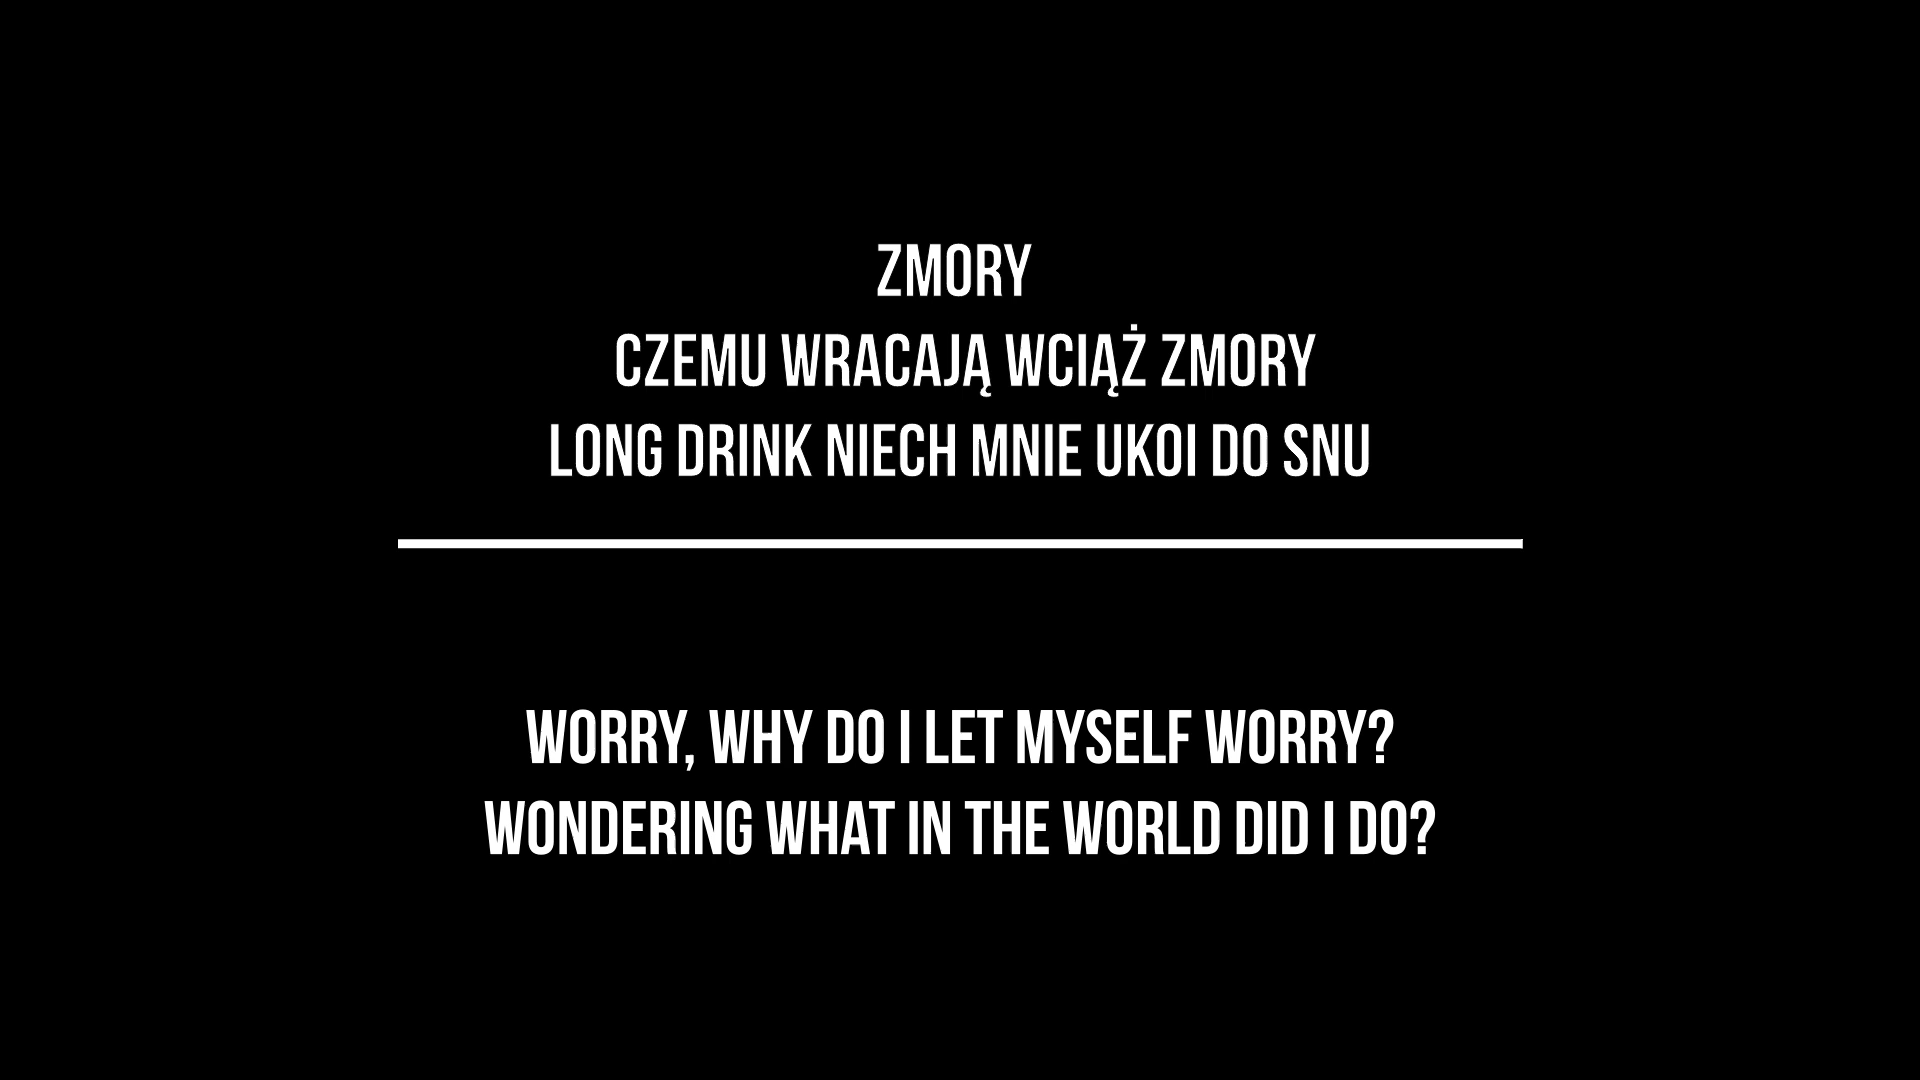 ZMORY
CZEMU WRACAJĄ WCIĄŻ ZMORY
LONG DRINK NIECH MNIE UKOI DO SNU
WORRY, WHY DO I LET MYSELF WORRY?
WONDERING WHAT IN THE WORLD DID I DO?